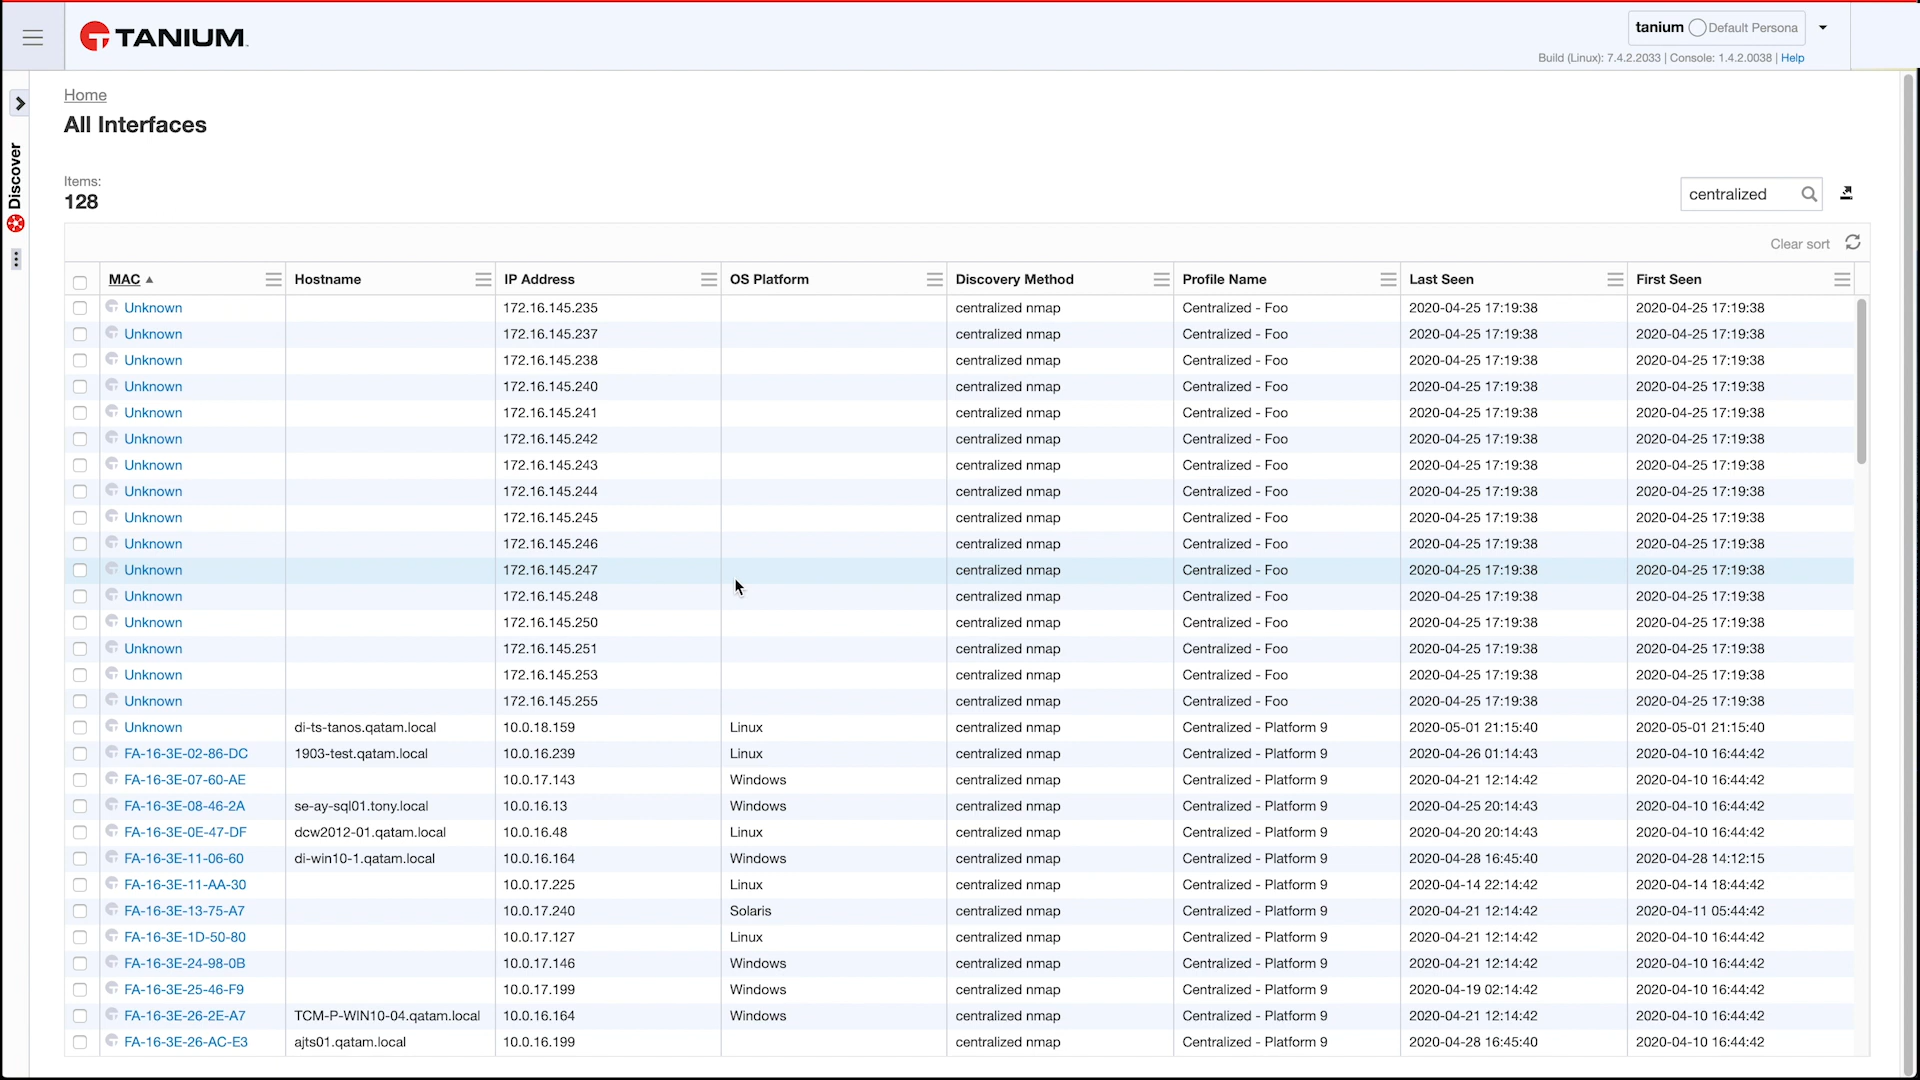 TANIUM
tanium Default Persona
Build (Linux): 7.4.2.2033 | Console: 1.4.2.0038 | Help
Discover
Home
All Interfaces
Items:
128
centralized
Clear sort
MAC Hostname IP Address OS Platform Discovery Method Profile Name Last Seen First Seen
Unknown 172.16.145.235 centralized nmap Centralized - Foo 2020-04-25 17:19:38 2020-04-25 17:19:38
Unknown 172.16.145.237 centralized nmap Centralized - Foo 2020-04-25 17:19:38 2020-04-25 17:19:38
Unknown 172.16.145.238 centralized nmap Centralized - Foo 2020-04-25 17:19:38 2020-04-25 17:19:38
Unknown 172.16.145.240 centralized nmap Centralized - Foo 2020-04-25 17:19:38 2020-04-25 17:19:38
Unknown 172.16.145.241 centralized nmap Centralized - Foo 2020-04-25 17:19:38 2020-04-25 17:19:38
Unknown 172.16.145.242 centralized nmap Centralized - Foo 2020-04-25 17:19:38 2020-04-25 17:19:38
Unknown 172.16.145.243 centralized nmap Centralized - Foo 2020-04-25 17:19:38 2020-04-25 17:19:38
Unknown 172.16.145.244 centralized nmap Centralized - Foo 2020-04-25 17:19:38 2020-04-25 17:19:38
Unknown 172.16.145.245 centralized nmap Centralized - Foo 2020-04-25 17:19:38 2020-04-25 17:19:38
Unknown 172.16.145.246 centralized nmap Centralized - Foo 2020-04-25 17:19:38 2020-04-25 17:19:38
Unknown 172.16.145.247 centralized nmap Centralized - Foo 2020-04-25 17:19:38 2020-04-25 17:19:38
Unknown 172.16.145.248 centralized nmap Centralized - Foo 2020-04-25 17:19:38 2020-04-25 17:19:38
Unknown 172.16.145.250 centralized nmap Centralized - Foo 2020-04-25 17:19:38 2020-04-25 17:19:38
Unknown 172.16.145.251 centralized nmap Centralized - Foo 2020-04-25 17:19:38 2020-04-25 17:19:38
Unknown 172.16.145.253 centralized nmap Centralized - Foo 2020-04-25 17:19:38 2020-04-25 17:19:38
Unknown 172.16.145.255 centralized nmap Centralized - Foo 2020-04-25 17:19:38 2020-04-25 17:19:38
Unknown di-ts-tanos.qatam.local 10.0.18.159 Linux centralized nmap Centralized - Platform 9 2020-05-01 21:15:40 2020-05-01 21:15:40
FA-16-3E-02-86-DC 1903-test.qatam.local 10.0.16.239 Linux centralized nmap Centralized - Platform 9 2020-04-26 01:14:43 2020-04-10 16:44:42
FA-16-3E-07-60-AE 10.0.17.143 Windows centralized nmap Centralized - Platform 9 2020-04-21 12:14:42 2020-04-10 16:44:42
FA-16-3E-08-46-2A se-ay-sql01.tony.local 10.0.16.13 Windows centralized nmap Centralized - Platform 9 2020-04-25 20:14:43 2020-04-10 16:44:42
FA-16-3E-0E-47-DF dcw2012-01.qatam.local 10.0.16.48 Linux centralized nmap Centralized - Platform 9 2020-04-20 20:14:43 2020-04-10 16:44:42
FA-16-3E-11-06-60 di-win10-1.qatam.local 10.0.16.164 Windows centralized nmap Centralized - Platform 9 2020-04-28 16:45:40 2020-04-28 14:12:15
FA-16-3E-11-AA-30 10.0.17.225 Linux centralized nmap Centralized - Platform 9 2020-04-14 22:14:42 2020-04-14 18:44:42
FA-16-3E-13-75-A7 10.0.17.240 Solaris centralized nmap Centralized - Platform 9 2020-04-21 12:14:42 2020-04-11 05:44:42
FA-16-3E-1D-50-80 10.0.17.127 Linux centralized nmap Centralized - Platform 9 2020-04-21 12:14:42 2020-04-10 16:44:42
FA-16-3E-24-98-0B 10.0.17.146 Windows centralized nmap Centralized - Platform 9 2020-04-21 12:14:42 2020-04-10 16:44:42
FA-16-3E-25-46-F9 10.0.17.199 Windows centralized nmap Centralized - Platform 9 2020-04-19 02:14:42 2020-04-10 16:44:42
FA-16-3E-26-2E-A7 TCM-P-WIN10-04.qatam.local 10.0.16.164 Windows centralized nmap Centralized - Platform 9 2020-04-21 12:14:42 2020-04-10 16:44:42
FA-16-3E-26-AC-E3 ajts01.qatam.local 10.0.16.199 centralized nmap Centralized - Platform 9 2020-04-28 16:45:40 2020-04-10 16:44:42